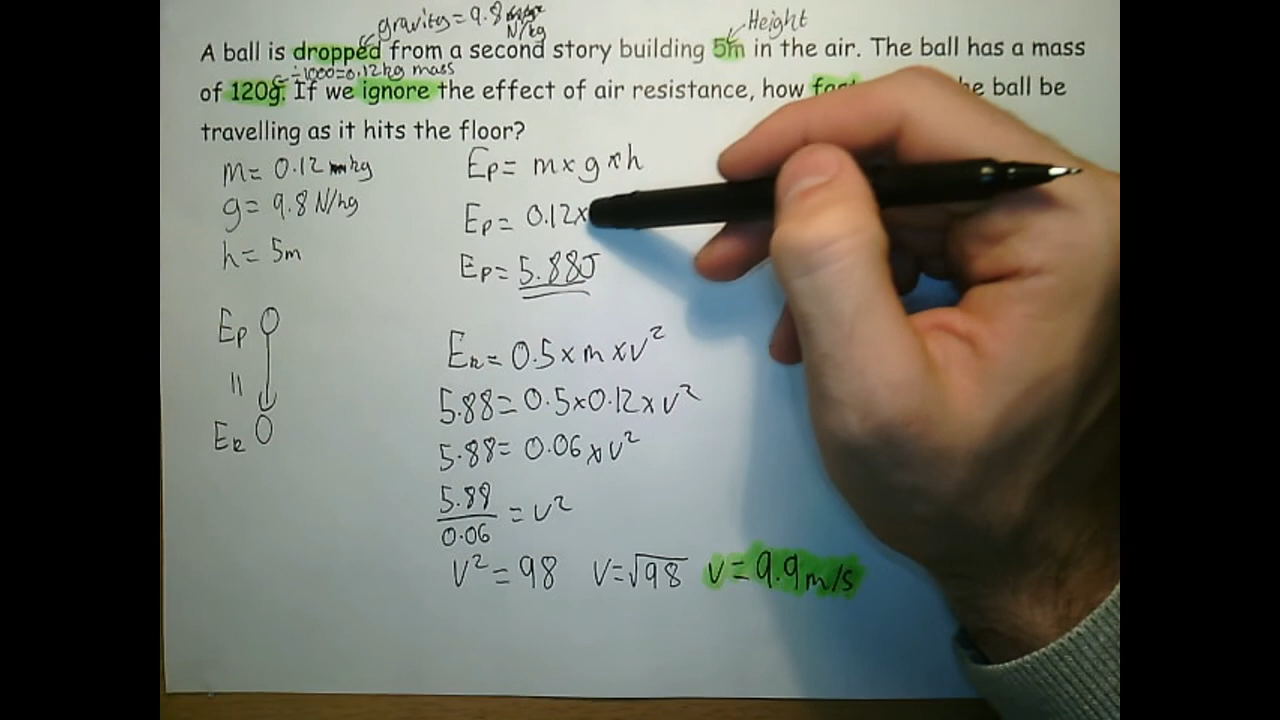 gravity = 9.8
N/kg
Height
A ball is dropped from a second story building 5m in the air. The ball has a mass
÷1000=0.12kg mass
of 120g. If we ignore the effect of air resistance, how ball be
travelling as it hits the floor?
m= 0.12 kg
g= 9.8 N/kg
h= 5m
Ep= m×g×h
Ep= 0.12×
Ep= 5.88J
Ep
=
Ek
Ek= 0.5×m×v²
5.88= 0.5×0.12×v²
5.88= 0.06×v²
5.88/0.06 = v²
v²=98 v=√98 v=9.9m/s